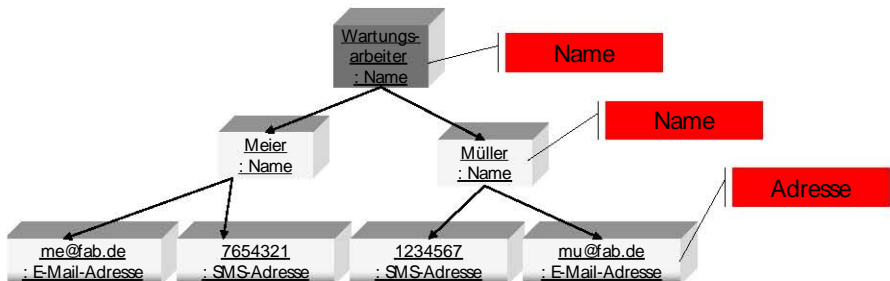 Wartungs-
arbeiter
: Name
Name
Meier
: Name
Müller
: Name
Name
Adresse
me@fab.de
: E-Mail-Adresse
7654321
: SMS-Adresse
1234567
: SMS-Adresse
mu@fab.de
: E-Mail-Adresse